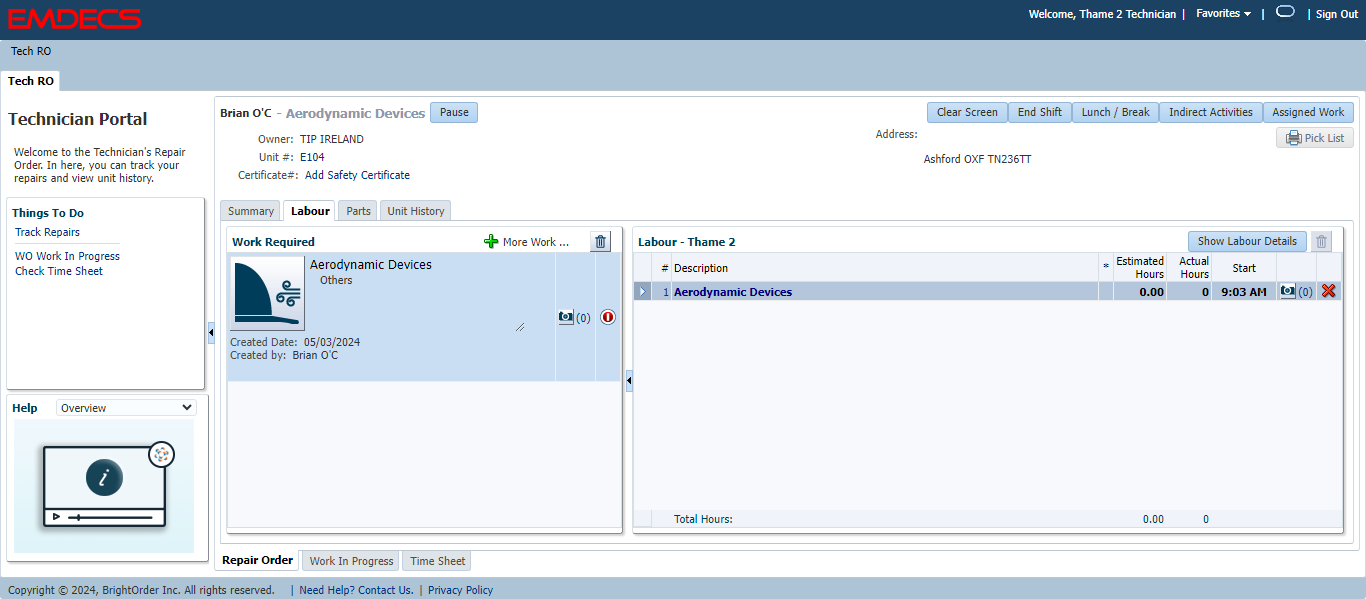 EMDECS
Welcome, Thame 2 Technician | Favorites | | Sign Out
Tech RO
Tech RO
Technician Portal
Welcome to the Technician's Repair
Order. In here, you can track your
repairs and view unit history.
Things To Do
Track Repairs
WO Work In Progress
Check Time Sheet
Help Overview
i
Brian O'C - Aerodynamic Devices Pause
Clear Screen End Shift Lunch / Break Indirect Activities Assigned Work
Owner: TIP IRELAND
Unit #: E104
Certificate#: Add Safety Certificate
Address:
Pick List
Ashford OXF TN236TT
Summary Labour Parts Unit History
Work Required More Work ...
Aerodynamic Devices
Others
(0)
Created Date: 05/03/2024
Created by: Brian O'C
Labour - Thame 2 Show Labour Details
# Description * Estimated Hours Actual Hours Start
1 Aerodynamic Devices 0.00 0 9:03 AM (0)
Total Hours: 0.00 0
Repair Order Work In Progress Time Sheet
Copyright © 2024, BrightOrder Inc. All rights reserved. | Need Help? Contact Us. | Privacy Policy